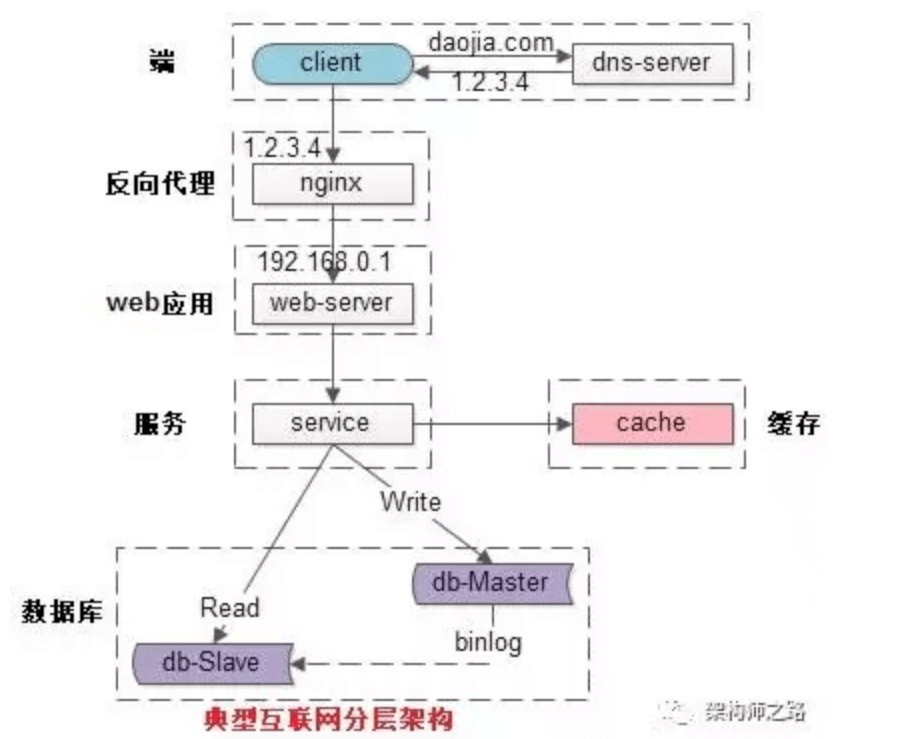 端
client
daojia.com
1.2.3.4
dns-server
1.2.3.4
反向代理
nginx
192.168.0.1
web应用
web-server
服务
service
cache
缓存
Write
数据库
db-Master
Read
binlog
db-Slave
典型互联网分层架构
架构师之路